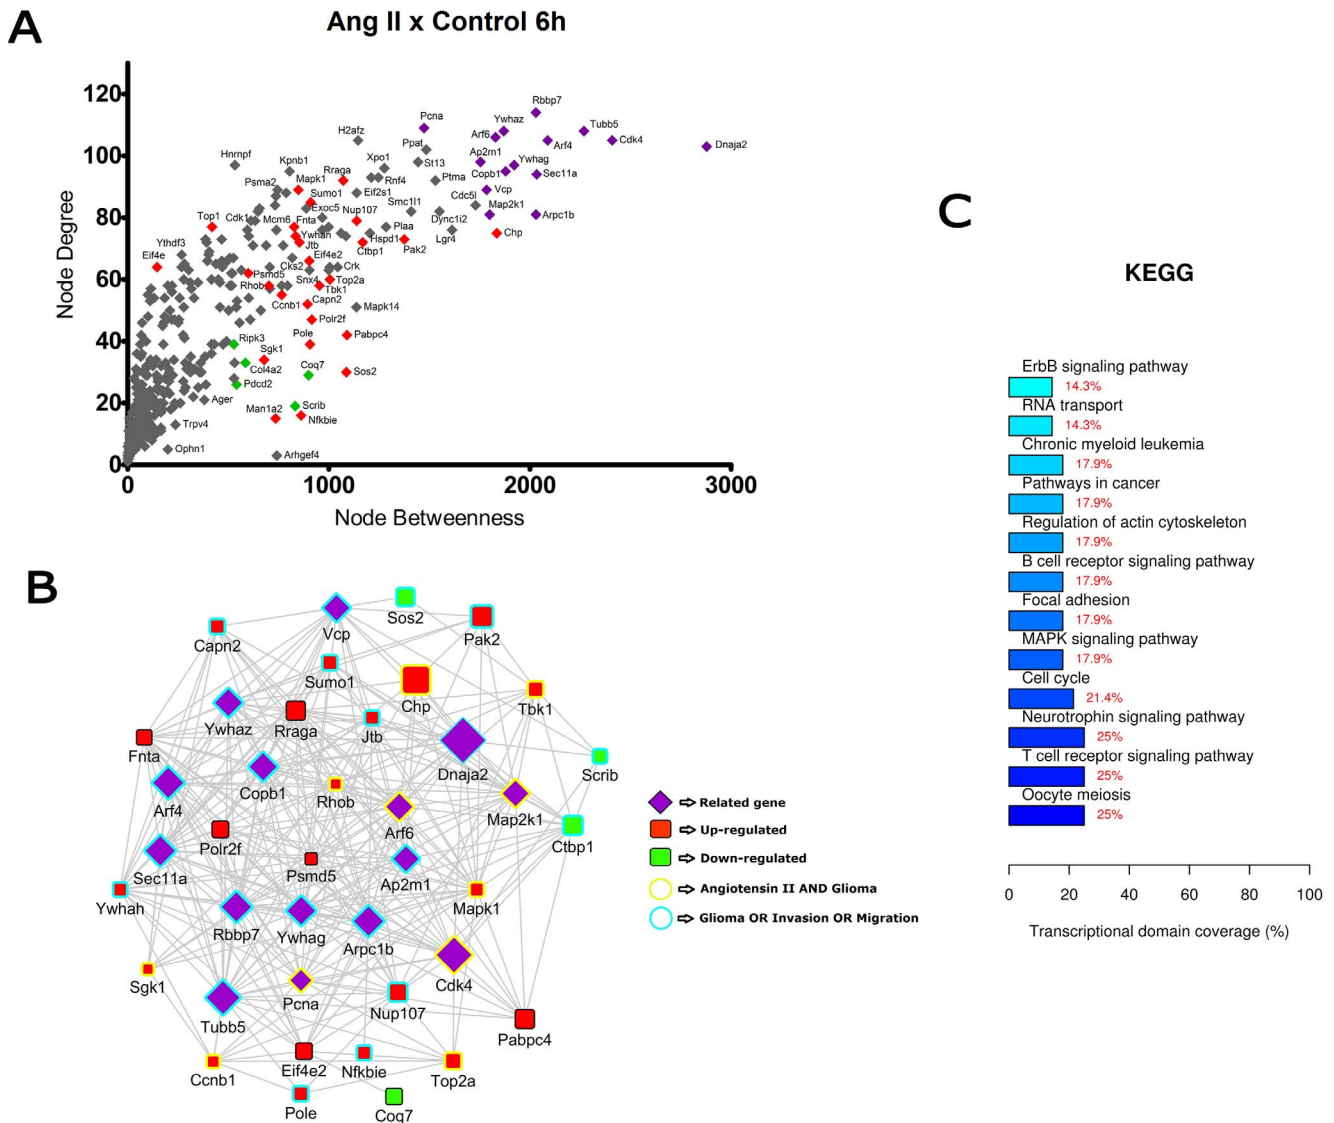 A
Ang II x Control 6h
Node Degree
120
100
80
60
40
20
0
0
1000
2000
3000
Node Betweenness
Rbbp7
Pcna
Ywhaz
Tubb5
H2afz
Arf6
Cdk4
Ppat
Arf4
Dnaja2
Hnrnpf
Kpnb1
Xpo1
St13
Ap2m1
Ywhag
Rraga
Copb1
Sec11a
Psma2
Mapk1
Rnf4
Ptma
Sumo1
Eif2s1
Cdc5l
Vcp
Exoc5
Smc1l1
Map2k1
Top1
Cdk1
Mcm6
Fnta
Nup107
Dync1i2
Arpc1b
Plaa
Ywhah
Hspd1
Lgr4
Chp
Ythdf3
Jtb
Ctbp1
Pak2
Eif4e
Eif4e2
Cks2
Crk
Psmd5
Snx4
Top2a
Rhob
Tbk1
Ccnb1
Capn2
Mapk14
Polr2f
Ripk3
Pole
Pabpc4
Sgk1
Col4a2
Coq7
Sos2
Pdcd2
Ager
Man1a2
Scrib
Trpv4
Nfkbie
Ophn1
Arhgef4
B
Vcp
Sos2
Capn2
Pak2
Sumo1
Chp
Tbk1
Ywhaz
Rraga
Jtb
Fnta
Dnaja2
Scrib
Copb1
Rhob
Arf4
Arf6
Map2k1
Ctbp1
Polr2f
Psmd5
Sec11a
Ap2m1
Ywhah
Mapk1
Rbbp7
Ywhag
Arpc1b
Sgk1
Pcna
Cdk4
Nup107
Tubb5
Pabpc4
Eif4e2
Nfkbie
Ccnb1
Top2a
Pole
Coq7
Related gene
Up-regulated
Down-regulated
Angiotensin II AND Glioma
Glioma OR Invasion OR Migration
C
KEGG
ErbB signaling pathway
14.3%
RNA transport
14.3%
Chronic myeloid leukemia
17.9%
Pathways in cancer
17.9%
Regulation of actin cytoskeleton
17.9%
B cell receptor signaling pathway
17.9%
Focal adhesion
17.9%
MAPK signaling pathway
17.9%
Cell cycle
21.4%
Neurotrophin signaling pathway
25%
T cell receptor signaling pathway
25%
Oocyte meiosis
25%
0 20 40 60 80 100
Transcriptional domain coverage (%)